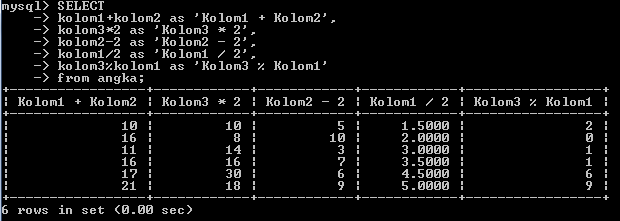 mysql> SELECT
-> kolom1+kolom2 as 'Kolom1 + Kolom2',
-> kolom3*2 as 'Kolom3 * 2',
-> kolom2-2 as 'Kolom2 - 2',
-> kolom1/2 as 'Kolom1 / 2',
-> kolom3%kolom1 as 'Kolom3 % Kolom1'
-> from angka;
+-----------------+------------+------------+------------+-----------------+
| Kolom1 + Kolom2 | Kolom3 * 2 | Kolom2 - 2 | Kolom1 / 2 | Kolom3 % Kolom1 |
+-----------------+------------+------------+------------+-----------------+
| 10 | 10 | 5 | 1.5000 | 2 |
| 16 | 8 | 10 | 2.0000 | 0 |
| 11 | 14 | 3 | 3.0000 | 1 |
| 16 | 16 | 7 | 3.5000 | 1 |
| 17 | 30 | 6 | 4.5000 | 6 |
| 21 | 18 | 9 | 5.0000 | 9 |
+-----------------+------------+------------+------------+-----------------+
6 rows in set (0.00 sec)